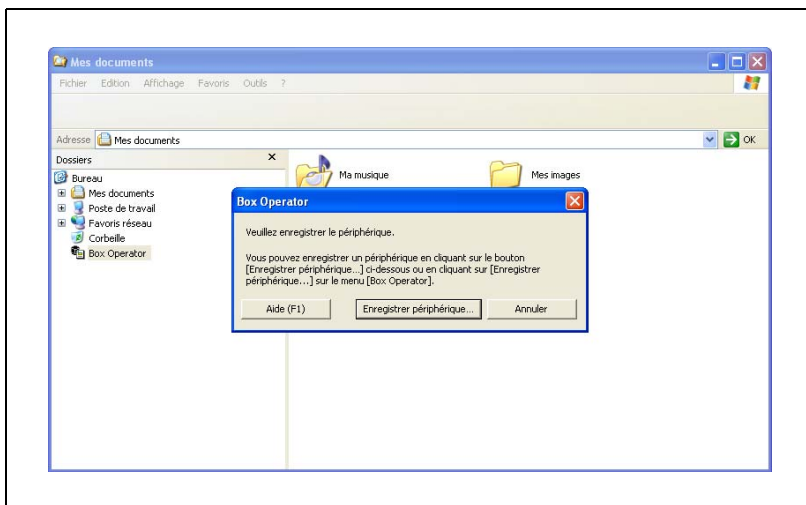 Mes documents
Fichier Edition Affichage Favoris Outils ?
Adresse Mes documents OK
Dossiers
Bureau
Mes documents
Poste de travail
Favoris réseau
Corbeille
Box Operator
Ma musique
Mes images
Box Operator
Veuillez enregistrer le périphérique.
Vous pouvez enregistrer un périphérique en cliquant sur le bouton
[Enregistrer périphérique...] ci-dessous ou en cliquant sur [Enregistrer
périphérique...] sur le menu [Box Operator].
Aide (F1) Enregistrer périphérique... Annuler